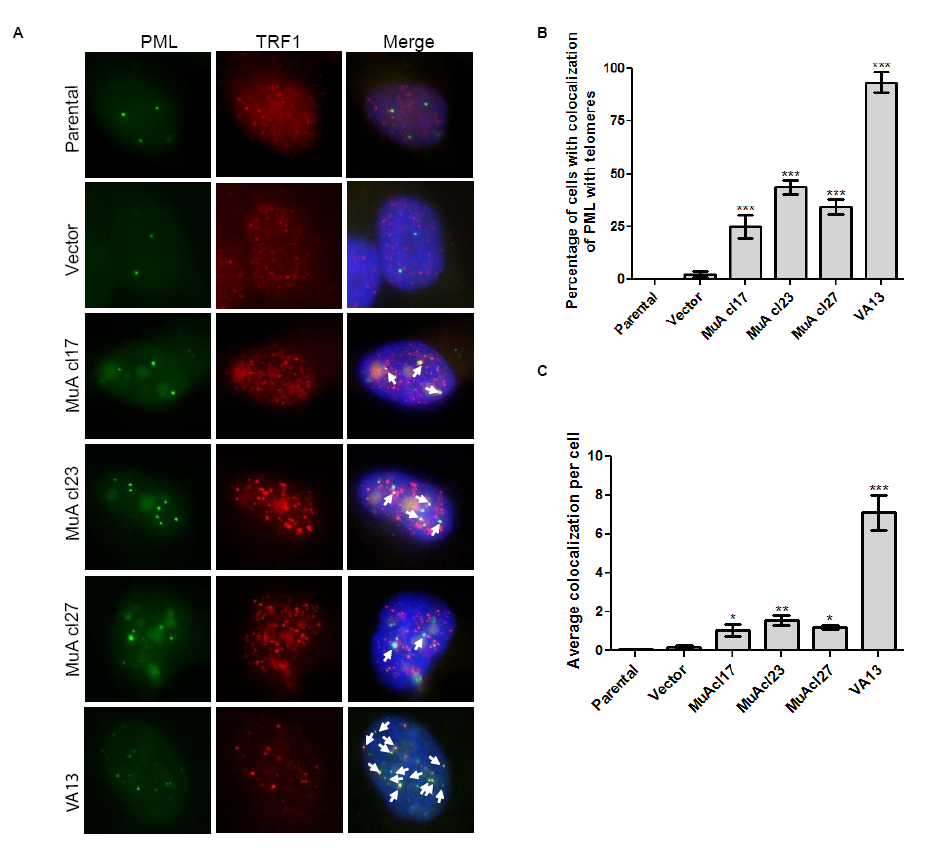 A
PML TRF1 Merge
Parental
Vector
MuA cl17
MuA cl23
MuA cl27
VA13
B
Percentage of cells with colocalization
of PML with telomeres
100
75
50
25
0
***
***
***
***
Parental
Vector
MuA cl17
MuA cl23
MuA cl27
VA13
C
Average colocalization per cell
10
8
6
4
2
0
*
**
*
***
Parental
Vector
MuAcl17
MuAcl23
MuAcl27
VA13